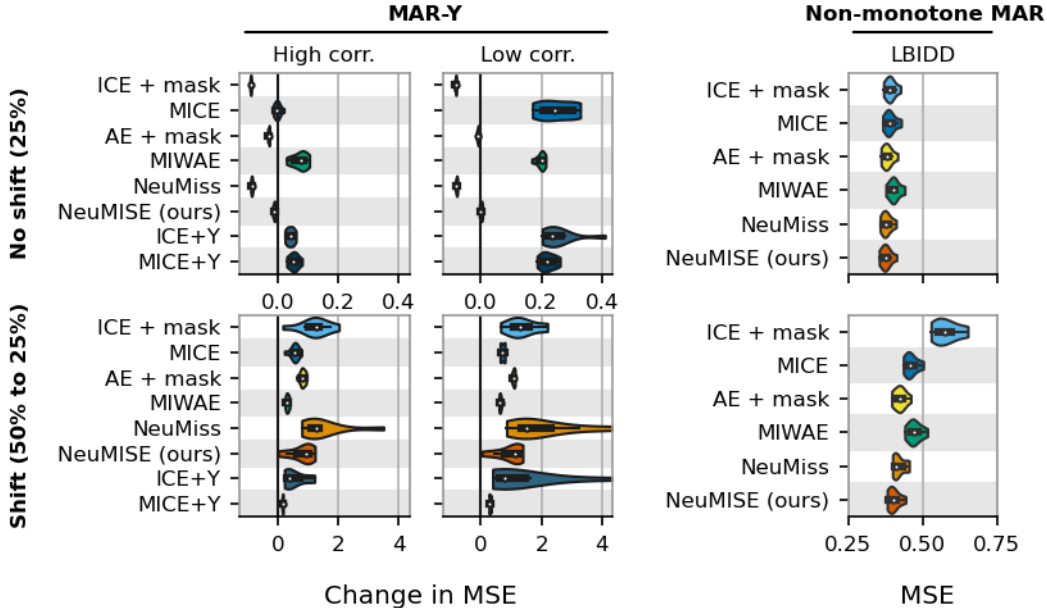 MAR-Y
Non-monotone MAR
High corr.
Low corr.
LBIDD
No shift (25%)
ICE + mask
MICE
AE + mask
MIWAE
NeuMiss
NeuMISE (ours)
ICE+Y
MICE+Y
0.0 0.2 0.4
0.0 0.2 0.4
ICE + mask
MICE
AE + mask
MIWAE
NeuMiss
NeuMISE (ours)
Shift (50% to 25%)
ICE + mask
MICE
AE + mask
MIWAE
NeuMiss
NeuMISE (ours)
ICE+Y
MICE+Y
0 2 4
0 2 4
Change in MSE
ICE + mask
MICE
AE + mask
MIWAE
NeuMiss
NeuMISE (ours)
0.25 0.50 0.75
MSE